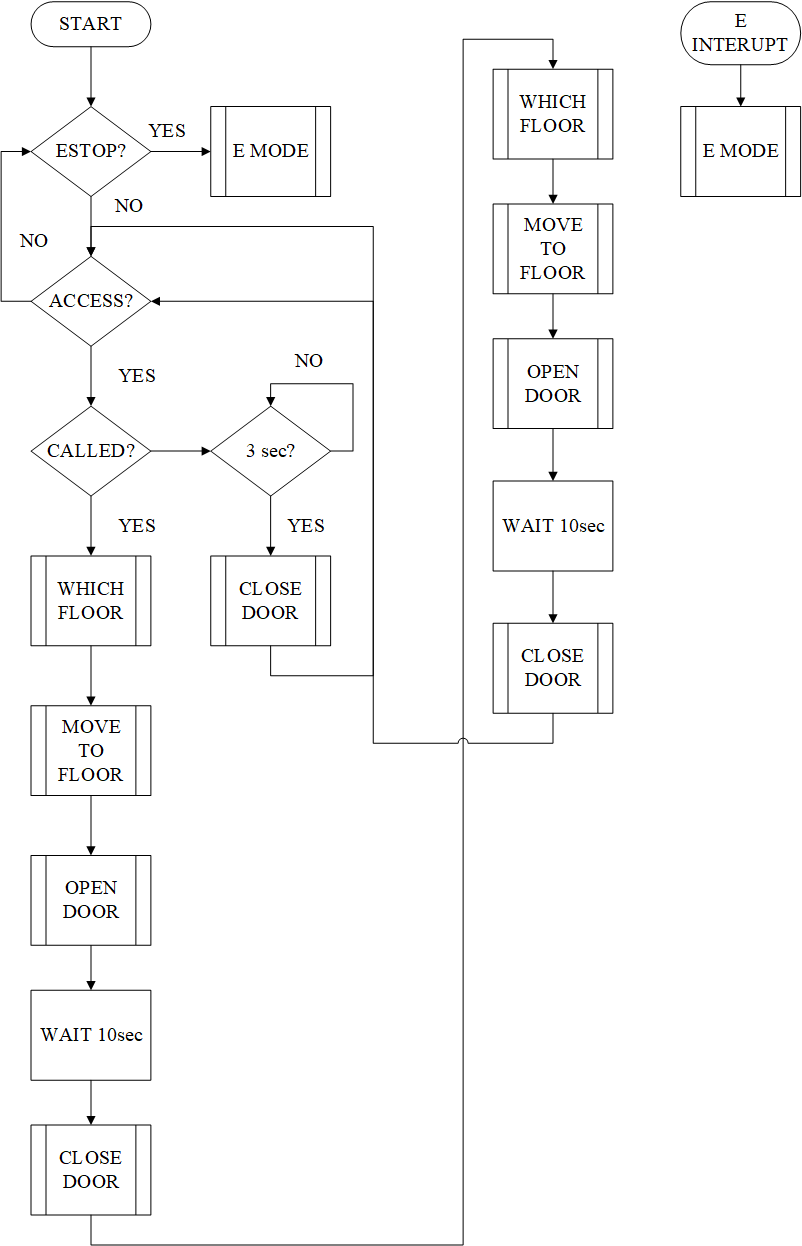 START
ESTOP?
YES
E MODE
NO
NO
ACCESS?
YES
CALLED?
NO
3 sec?
YES
YES
WHICH
FLOOR
CLOSE
DOOR
MOVE
TO
FLOOR
OPEN
DOOR
WAIT 10sec
CLOSE
DOOR
WHICH
FLOOR
MOVE
TO
FLOOR
OPEN
DOOR
WAIT 10sec
CLOSE
DOOR
E
INTERUPT
E MODE